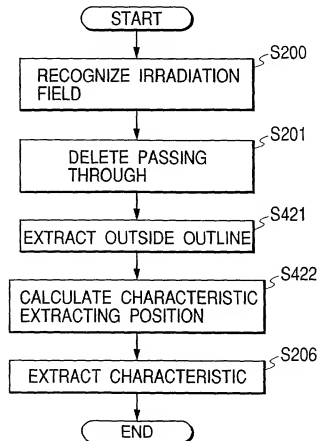 START
S200
RECOGNIZE IRRADIATION
FIELD
S201
DELETE PASSING
THROUGH
S421
EXTRACT OUTSIDE OUTLINE
S422
CALCULATE CHARACTERISTIC
EXTRACTING POSITION
S206
EXTRACT CHARACTERISTIC
END